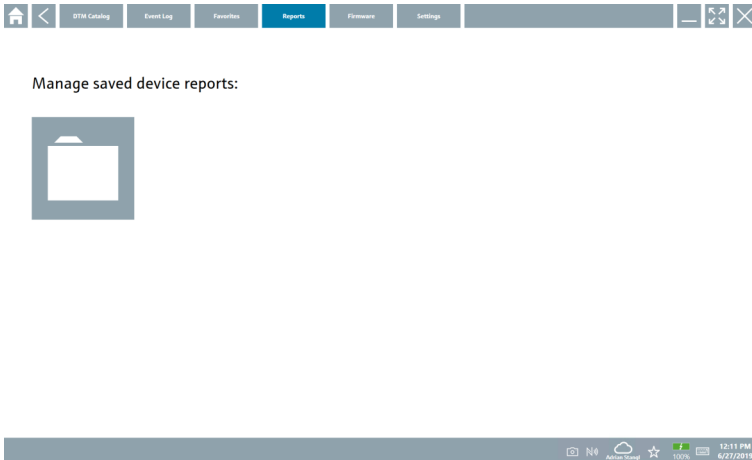 DTM Catalog
Event Log
Favorites
Reports
Firmware
Settings
Manage saved device reports:
Adrian Stangl
100%
12:11 PM
6/27/2019